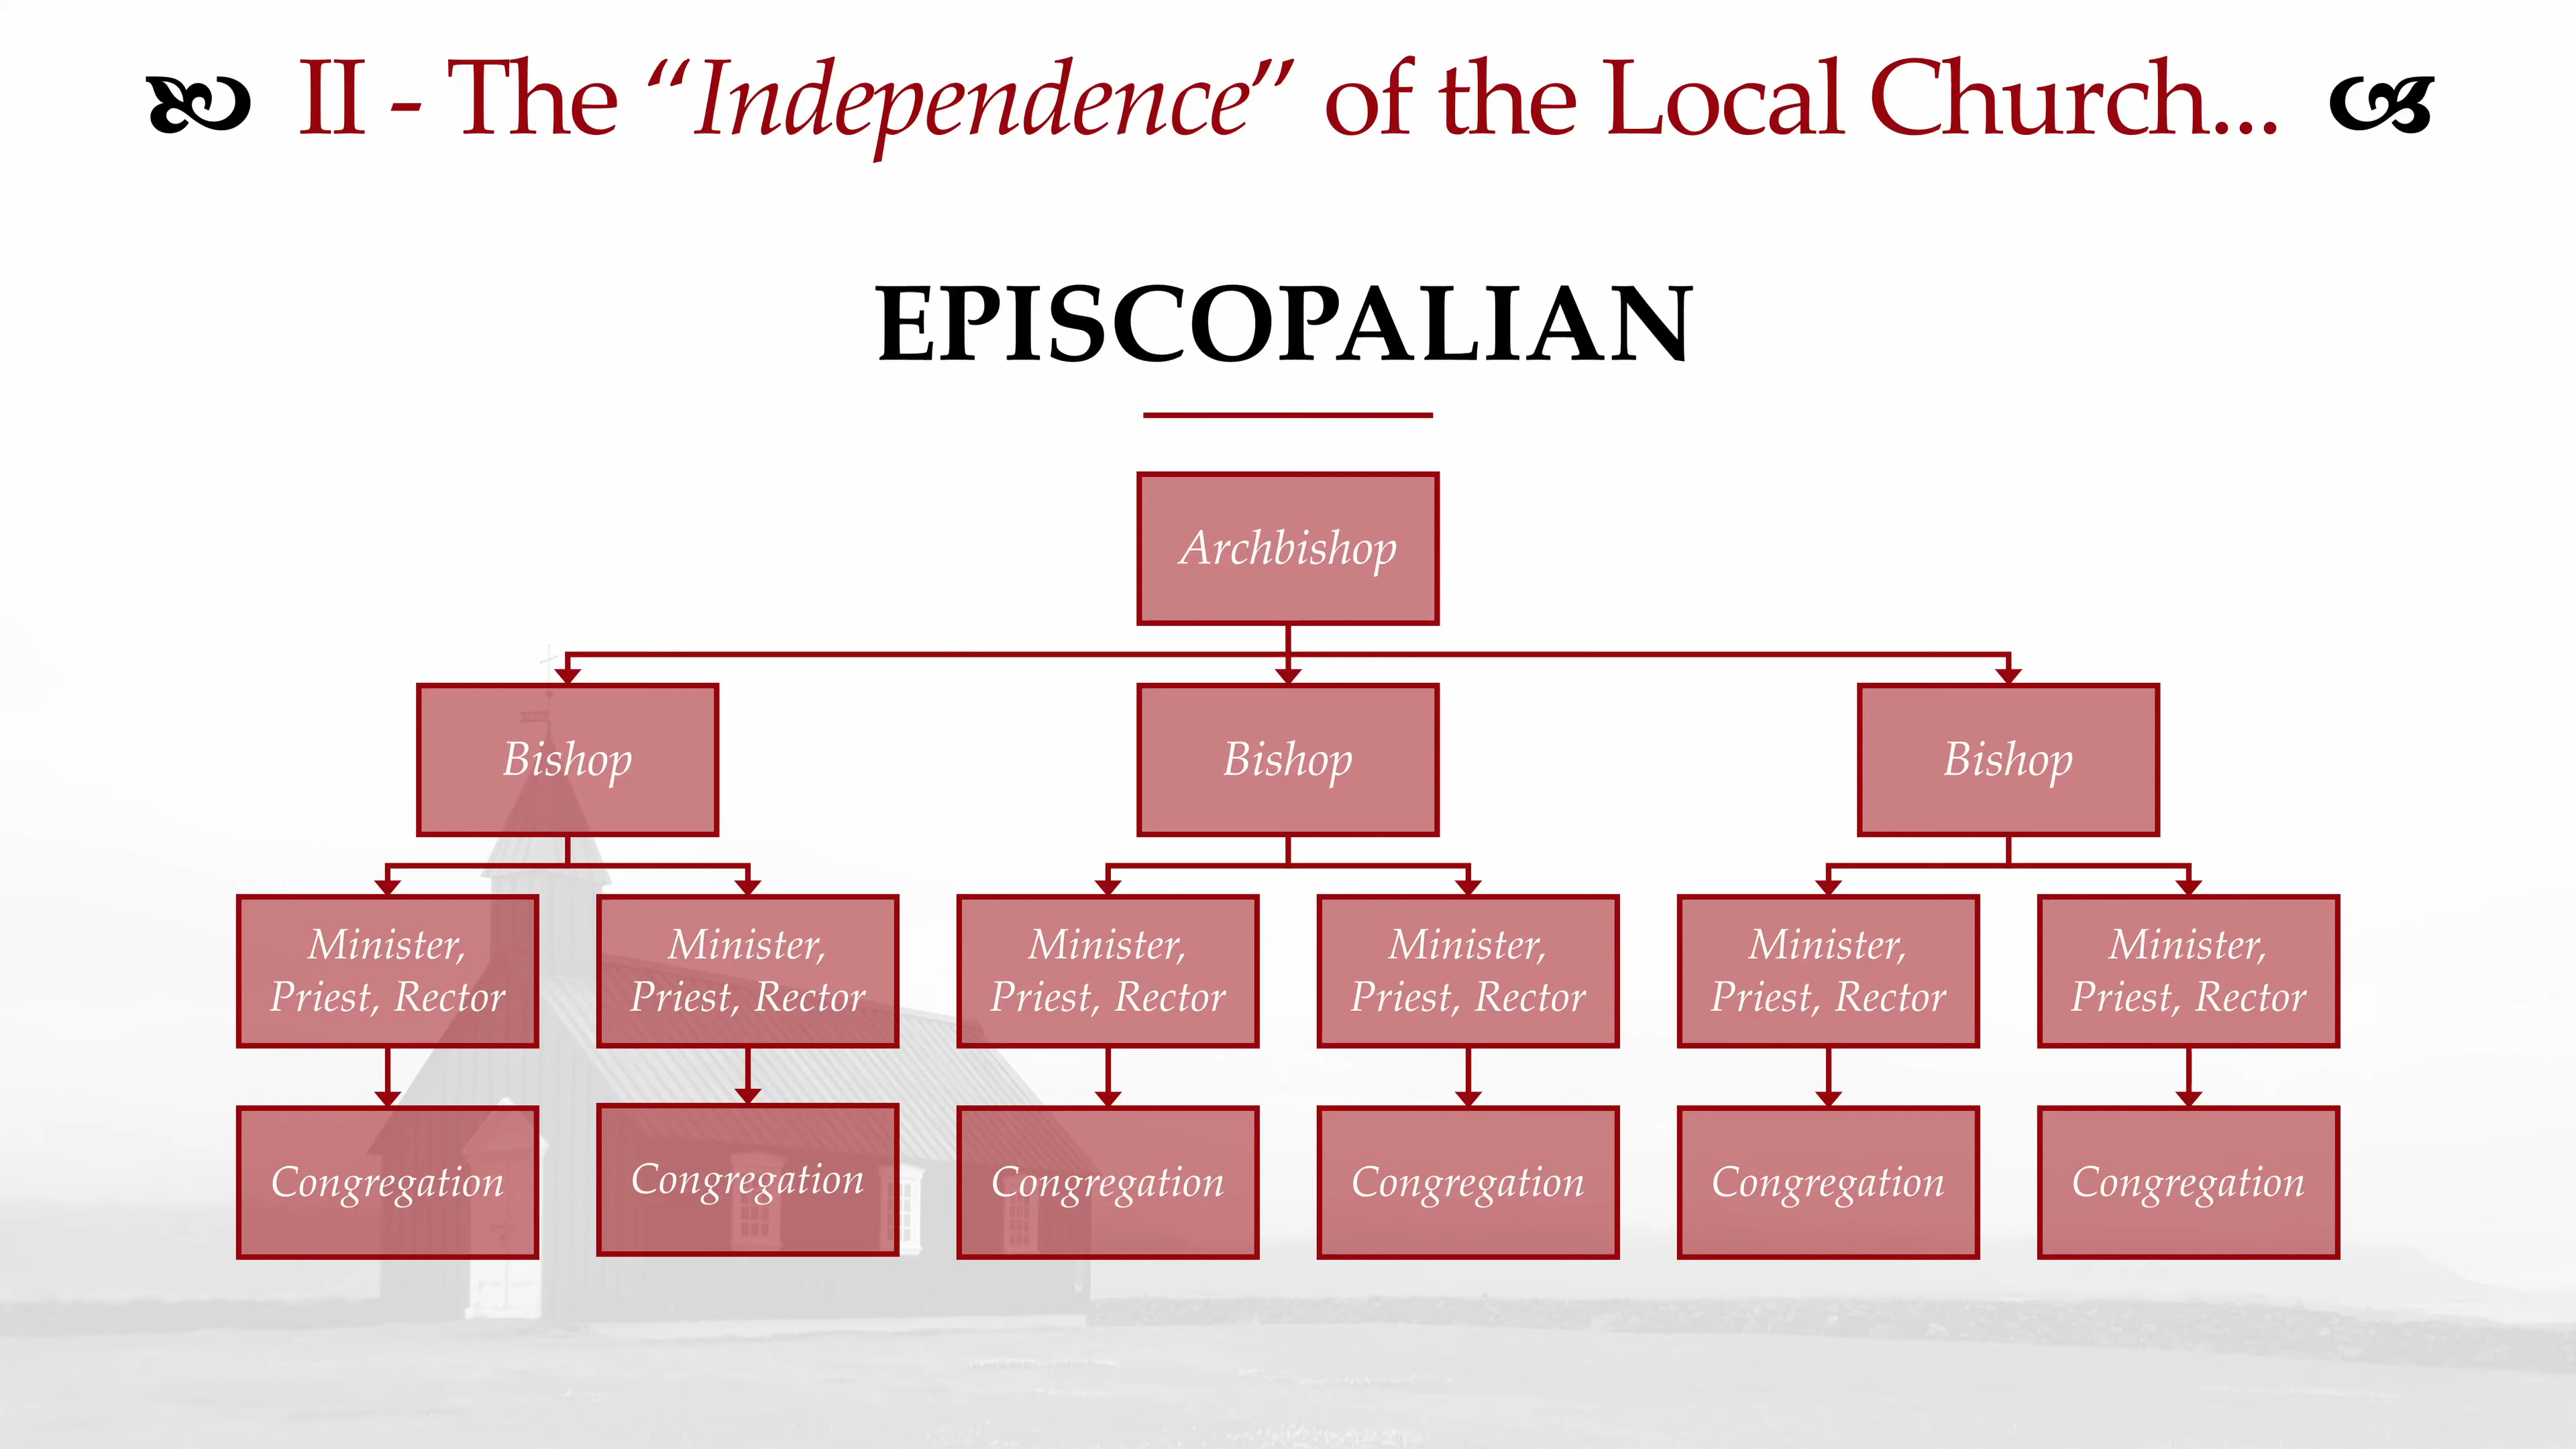 II - The “Independence” of the Local Church...
EPISCOPALIAN
Archbishop
Bishop
Bishop
Bishop
Minister,
Priest, Rector
Minister,
Priest, Rector
Minister,
Priest, Rector
Minister,
Priest, Rector
Minister,
Priest, Rector
Minister,
Priest, Rector
Congregation
Congregation
Congregation
Congregation
Congregation
Congregation